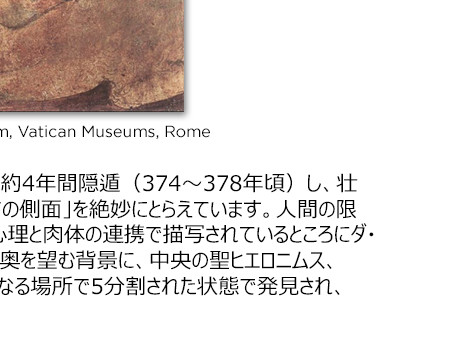 m, Vatican Museums, Rome
約4年間隠遁（374～378年頃）し、壮
の側面」を絶妙にとらえています。人間の限
理と肉体の連携で描写されているところにダ・
奥を望む背景に、中央の聖ヒエロニムス、
なる場所で5分割された状態で発見され、